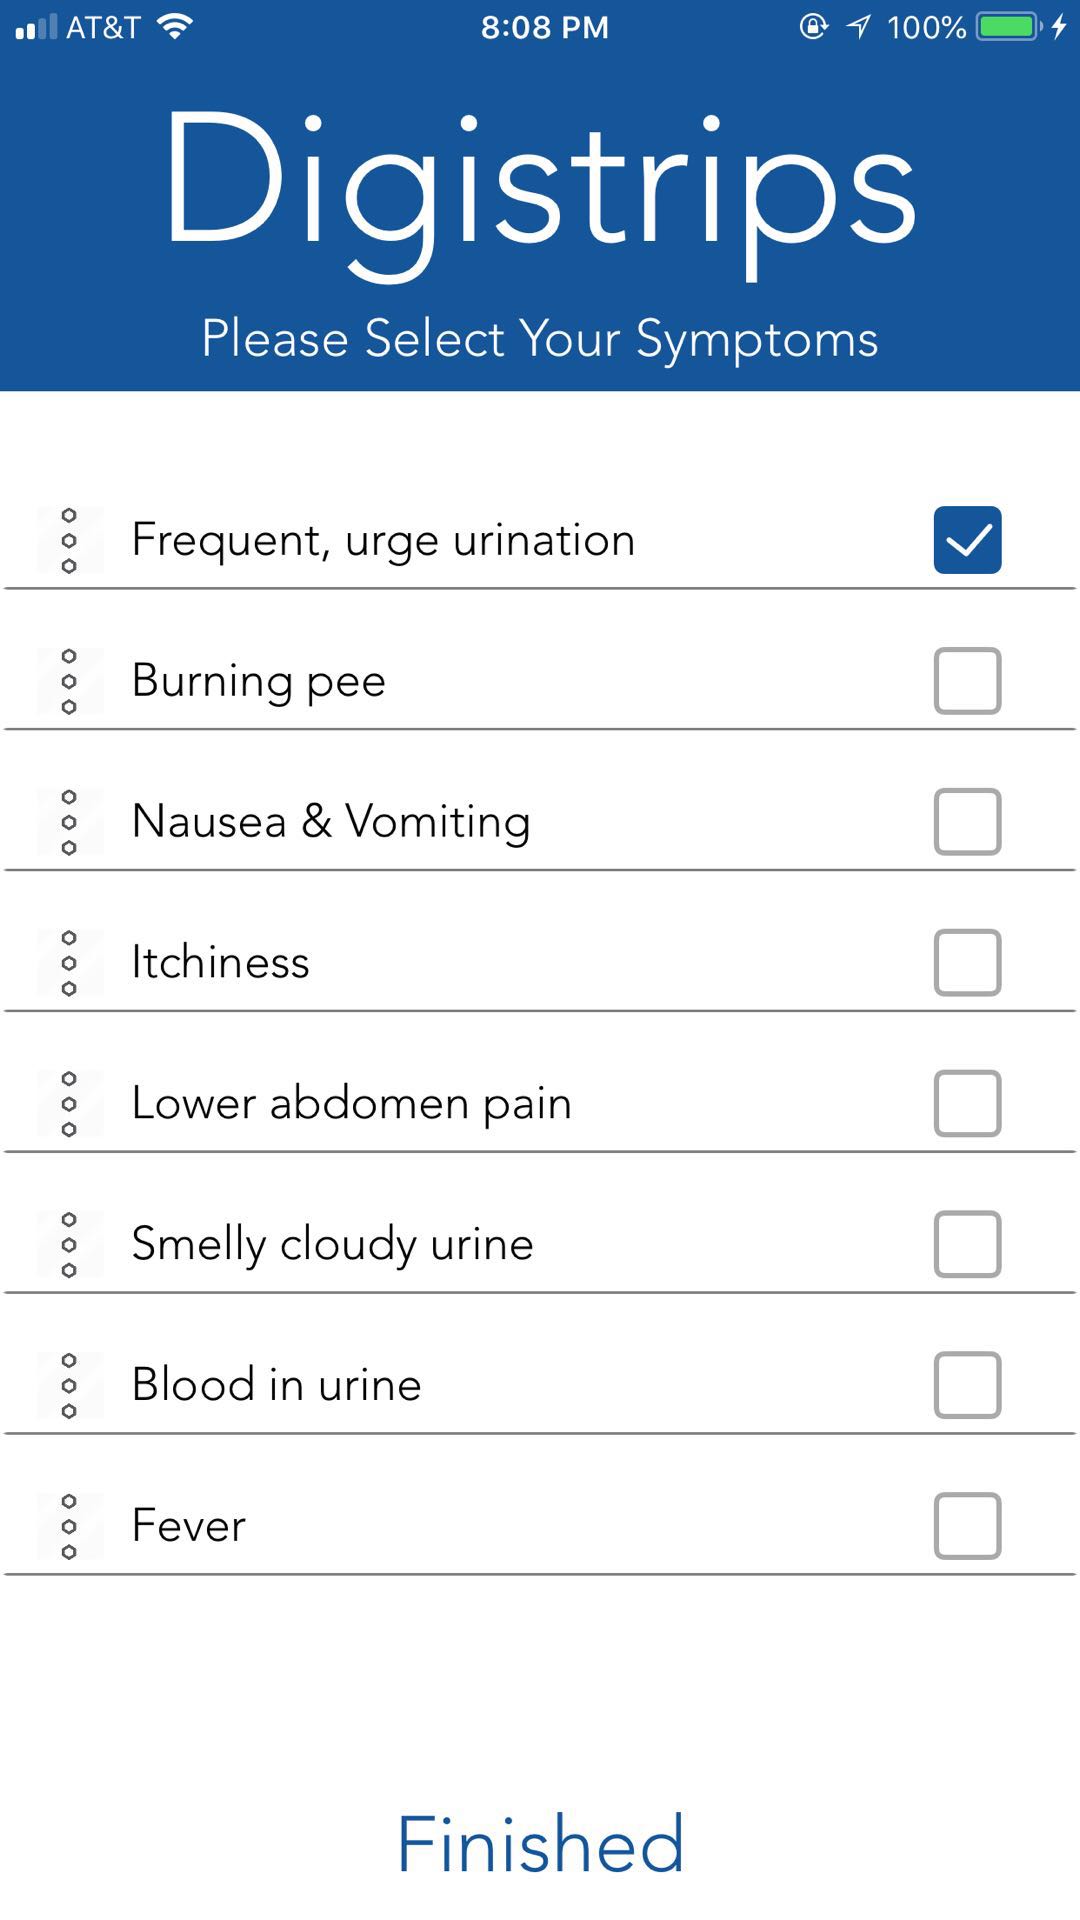 AT&T 8:08 PM 100%
Digistrips
Please Select Your Symptoms
Frequent, urge urination
Burning pee
Nausea & Vomiting
Itchiness
Lower abdomen pain
Smelly cloudy urine
Blood in urine
Fever
Finished